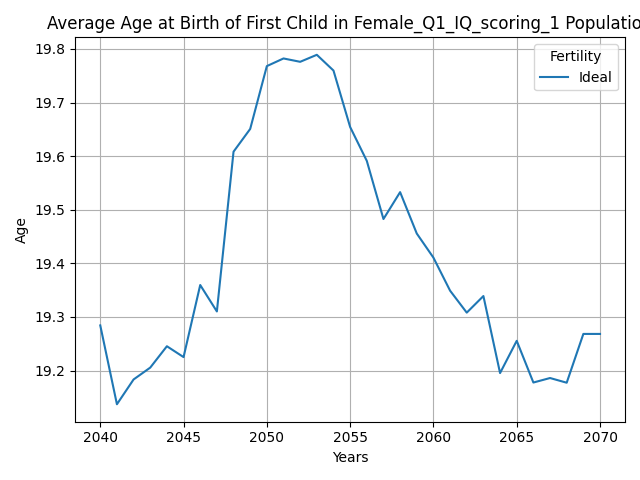 Average Age at Birth of First Child in Female_Q1_IQ_scoring_1 Populatio
Fertility
Ideal
19.8
19.7
19.6
19.5
19.4
19.3
19.2
Age
2040 2045 2050 2055 2060 2065 2070
Years